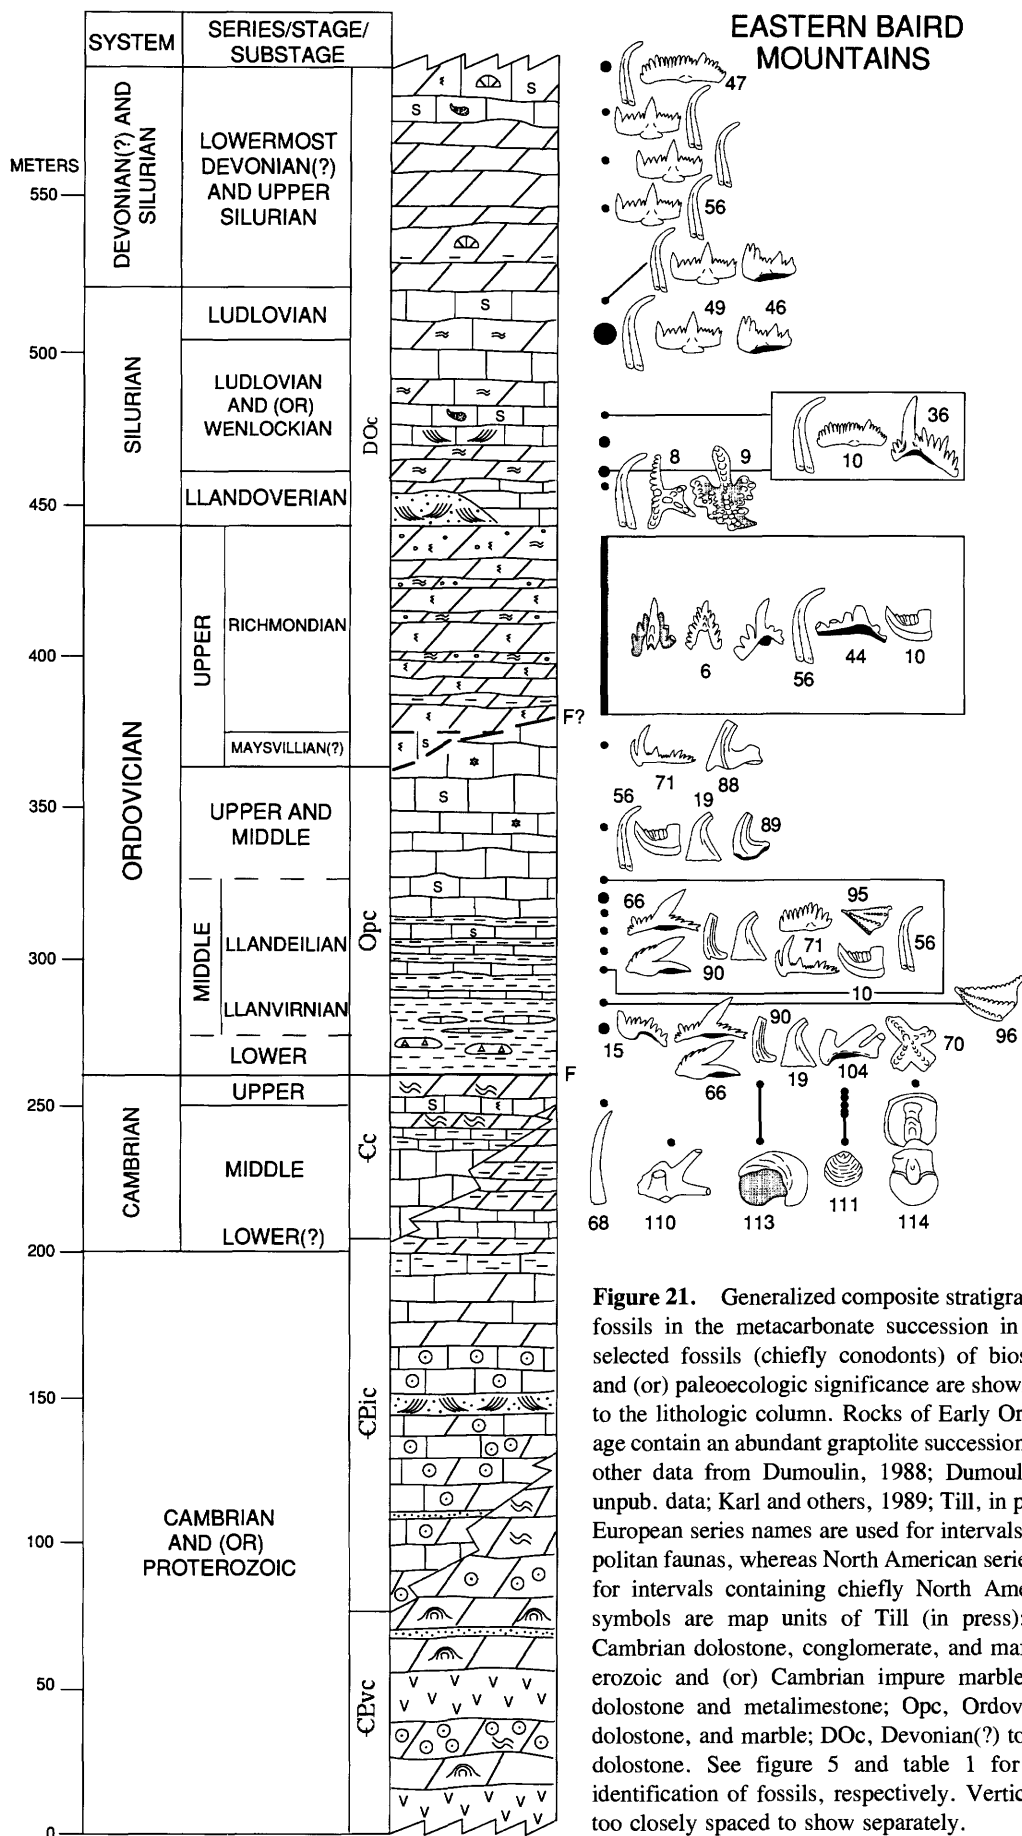 EASTERN BAIRD
MOUNTAINS
SYSTEM
SERIES/STAGE/
SUBSTAGE
METERS
550
500
450
400
350
300
250
200
150
100
50
0
DEVONIAN(?) AND
SILURIAN
SILURIAN
ORDOVICIAN
CAMBRIAN
CAMBRIAN
AND (OR)
PROTEROZOIC
LOWERMOST
DEVONIAN(?)
AND UPPER
SILURIAN
LUDLOVIAN
LUDLOVIAN
AND (OR)
WENLOCKIAN
LLANDOVERIAN
UPPER
RICHMONDIAN
MAYSVILLIAN(?)
UPPER AND
MIDDLE
MIDDLE
LLANDEILIAN
LLANVIRNIAN
LOWER
UPPER
MIDDLE
LOWER(?)
DOc
Opc
Ꞓc
S
S
S
S
S
S
S
S
S
S
F?
F
V V V V
V V V
V V V V
47
56
49 46
36
10
8 9
6 56 44 10
71 88
56 19 89
66 95
90 71 56
10
96
15 90 70
66 19 104
68 110 113 111 114
Figure 21. Generalized composite stratigra
fossils in the metacarbonate succession in
selected fossils (chiefly conodonts) of bios
and (or) paleoecologic significance are show
to the lithologic column. Rocks of Early Or
age contain an abundant graptolite succession
other data from Dumoulin, 1988; Dumoul
unpub. data; Karl and others, 1989; Till, in p
European series names are used for intervals
politan faunas, whereas North American serie
for intervals containing chiefly North Ame
symbols are map units of Till (in press):
Cambrian dolostone, conglomerate, and mar
erozoic and (or) Cambrian impure marble
dolostone and metalimestone; Opc, Ordov
dolostone, and marble; DOc, Devonian(?) to
dolostone. See figure 5 and table 1 for
identification of fossils, respectively. Vertic
too closely spaced to show separately.